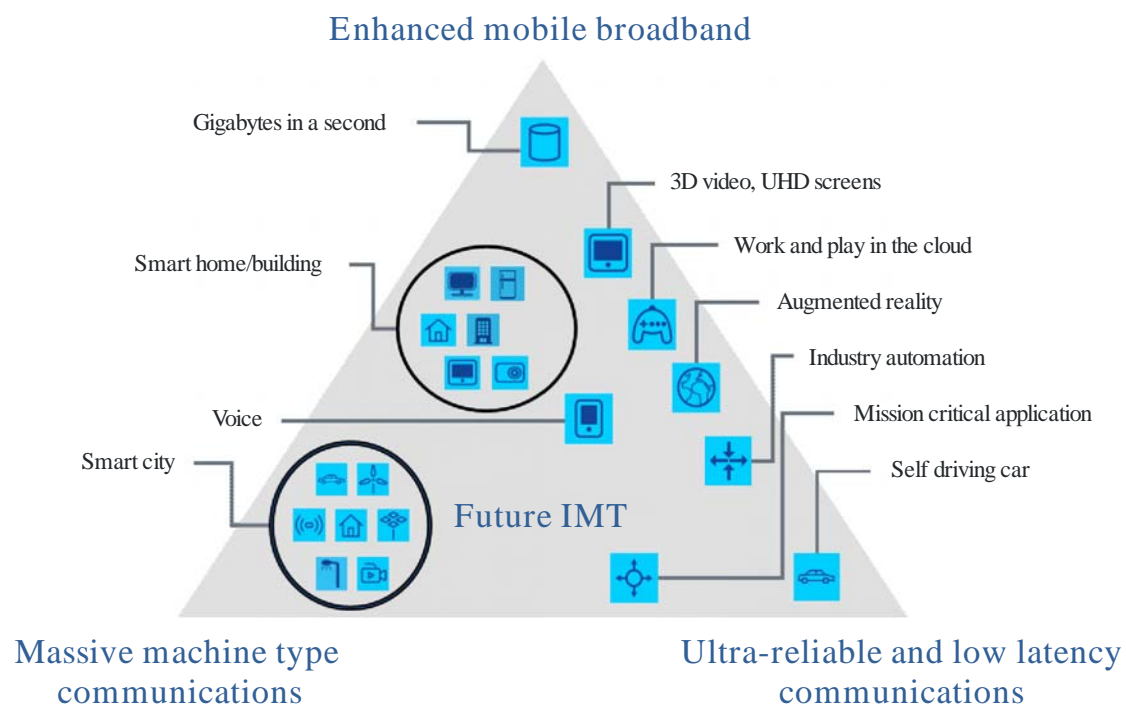 Enhanced mobile broadband
Gigabytes in a second
3D video, UHD screens
Work and play in the cloud
Smart home/building
Augmented reality
Industry automation
Voice
Mission critical application
Smart city
Self driving car
Future IMT
Massive machine type
communications
Ultra-reliable and low latency
communications